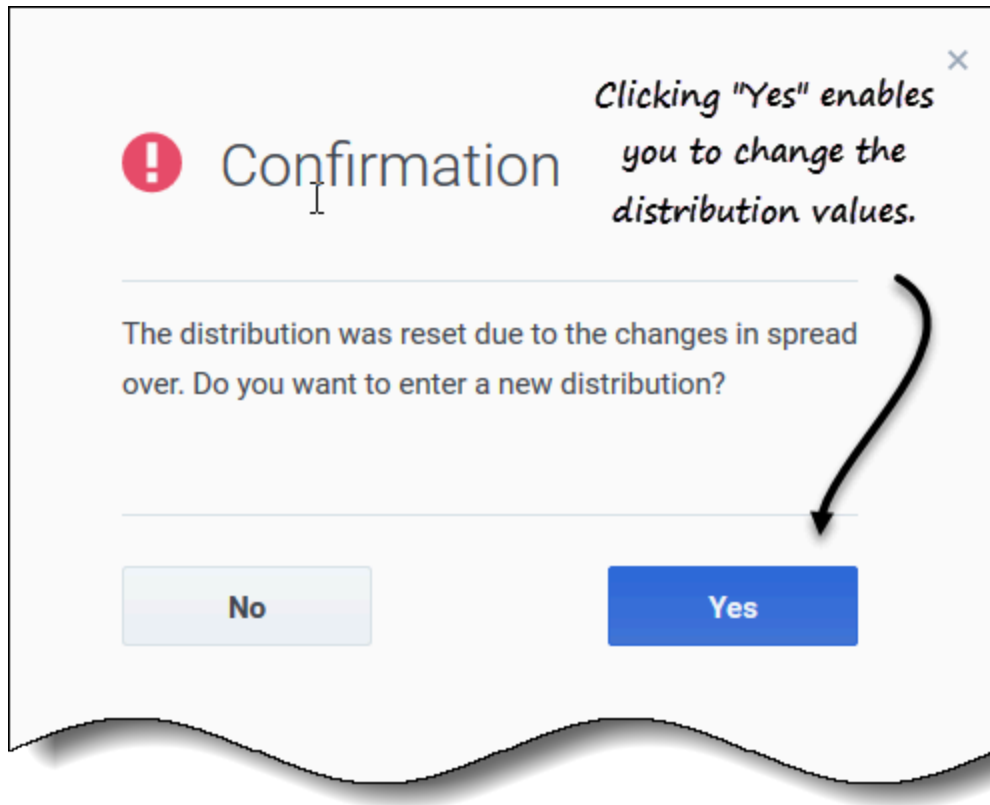 Clicking "Yes" enables
you to change the
distribution values.
Confirmation
The distribution was reset due to the changes in spread
over. Do you want to enter a new distribution?
No
Yes